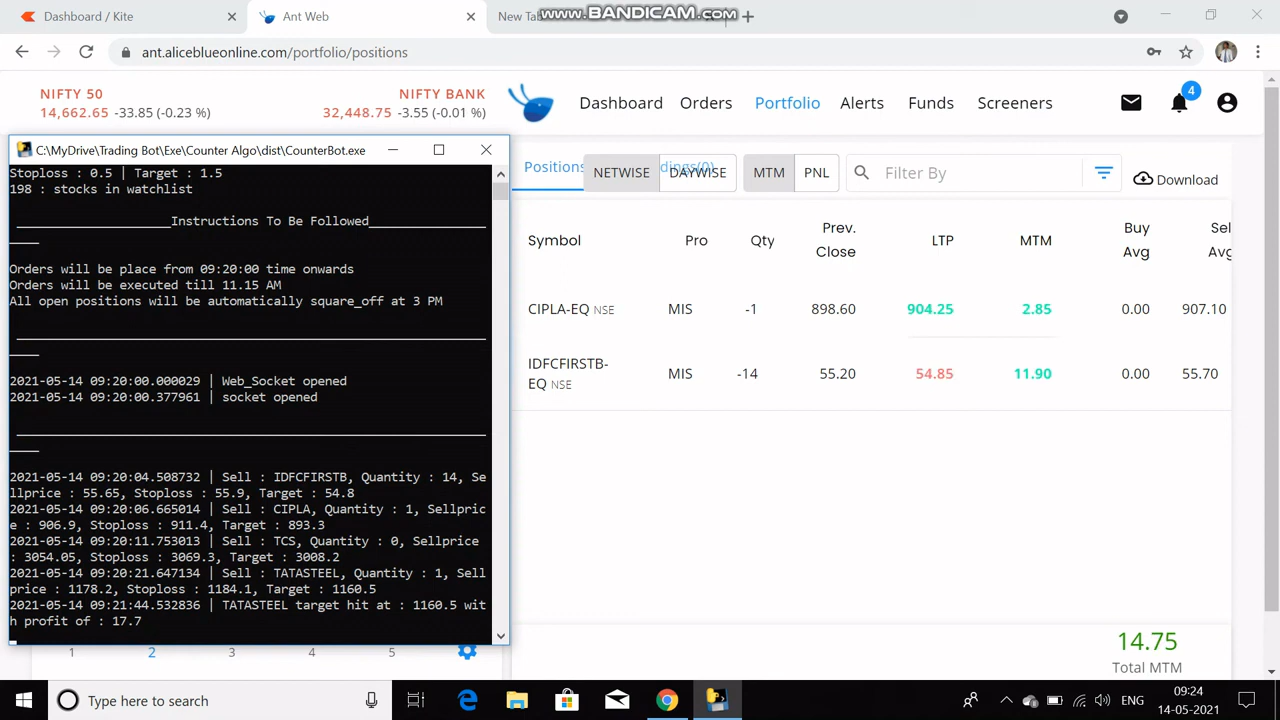 www.BANDICAM.com
Dashboard / Kite
Ant Web
ant.aliceblueonline.com/portfolio/positions
NIFTY 50
14,662.65 -33.85 (-0.23 %)
NIFTY BANK
32,448.75 -3.55 (-0.01 %)
Dashboard Orders Portfolio Alerts Funds Screeners
4
C:\MyDrive\Trading Bot\Exe\Counter Algo\dist\CounterBot.exe
Stoploss : 0.5 | Target : 1.5
198 : stocks in watchlist
Instructions To Be Followed
Orders will be place from 09:20:00 time onwards
Orders will be executed till 11.15 AM
All open positions will be automatically square_off at 3 PM
2021-05-14 09:20:00.000029 | Web_Socket opened
2021-05-14 09:20:00.377961 | socket opened
2021-05-14 09:20:04.508732 | Sell : IDFCFIRSTB, Quantity : 14, Se
llprice : 55.65, Stoploss : 55.9, Target : 54.8
2021-05-14 09:20:06.665014 | Sell : CIPLA, Quantity : 1, Sellpric
e : 906.9, Stoploss : 911.4, Target : 893.3
2021-05-14 09:20:11.753013 | Sell : TCS, Quantity : 0, Sellprice
: 3054.05, Stoploss : 3069.3, Target : 3008.2
2021-05-14 09:20:21.647134 | Sell : TATASTEEL, Quantity : 1, Sell
price : 1178.2, Stoploss : 1184.1, Target : 1160.5
2021-05-14 09:21:44.532836 | TATASTEEL target hit at : 1160.5 wit
h profit of : 17.7
1 2 3 4 5
Positions
NETWISE DAYWISE
MTM PNL
Filter By
Download
Symbol Pro Qty Prev. Close LTP MTM Buy Avg
CIPLA-EQ NSE MIS -1 898.60 904.25 2.85 0.00 907.10
IDFCFIRSTB-EQ NSE MIS -14 55.20 54.85 11.90 0.00 55.70
14.75
Total MTM
Type here to search
ENG
09:24
14-05-2021